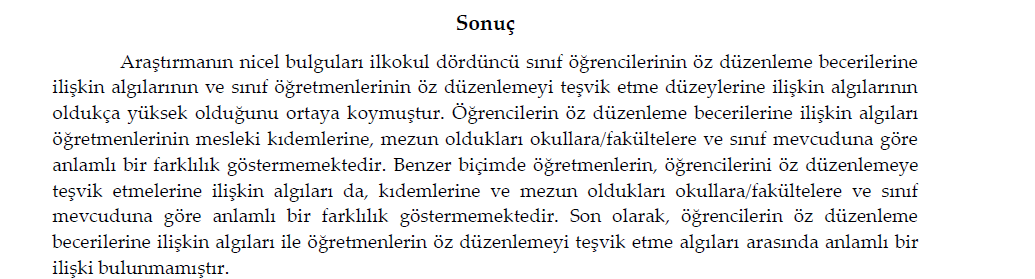 Sonuç
Araştırmanın nicel bulguları ilkokul dördüncü sınıf öğrencilerinin öz düzenleme becerilerine
ilişkin algılarının ve sınıf öğretmenlerinin öz düzenlemeyi teşvik etme düzeylerine ilişkin algılarının
oldukça yüksek olduğunu ortaya koymuştur. Öğrencilerin öz düzenleme becerilerine ilişkin algıları
öğretmenlerinin mesleki kıdemlerine, mezun oldukları okullara/fakültelere ve sınıf mevcuduna göre
anlamlı bir farklılık göstermemektedir. Benzer biçimde öğretmenlerin, öğrencilerini öz düzenlemeye
teşvik etmelerine ilişkin algıları da, kıdemlerine ve mezun oldukları okullara/fakültelere ve sınıf
mevcuduna göre anlamlı bir farklılık göstermemektedir. Son olarak, öğrencilerin öz düzenleme
becerilerine ilişkin algıları ile öğretmenlerin öz düzenlemeyi teşvik etme algıları arasında anlamlı bir
ilişki bulunmamıştır.